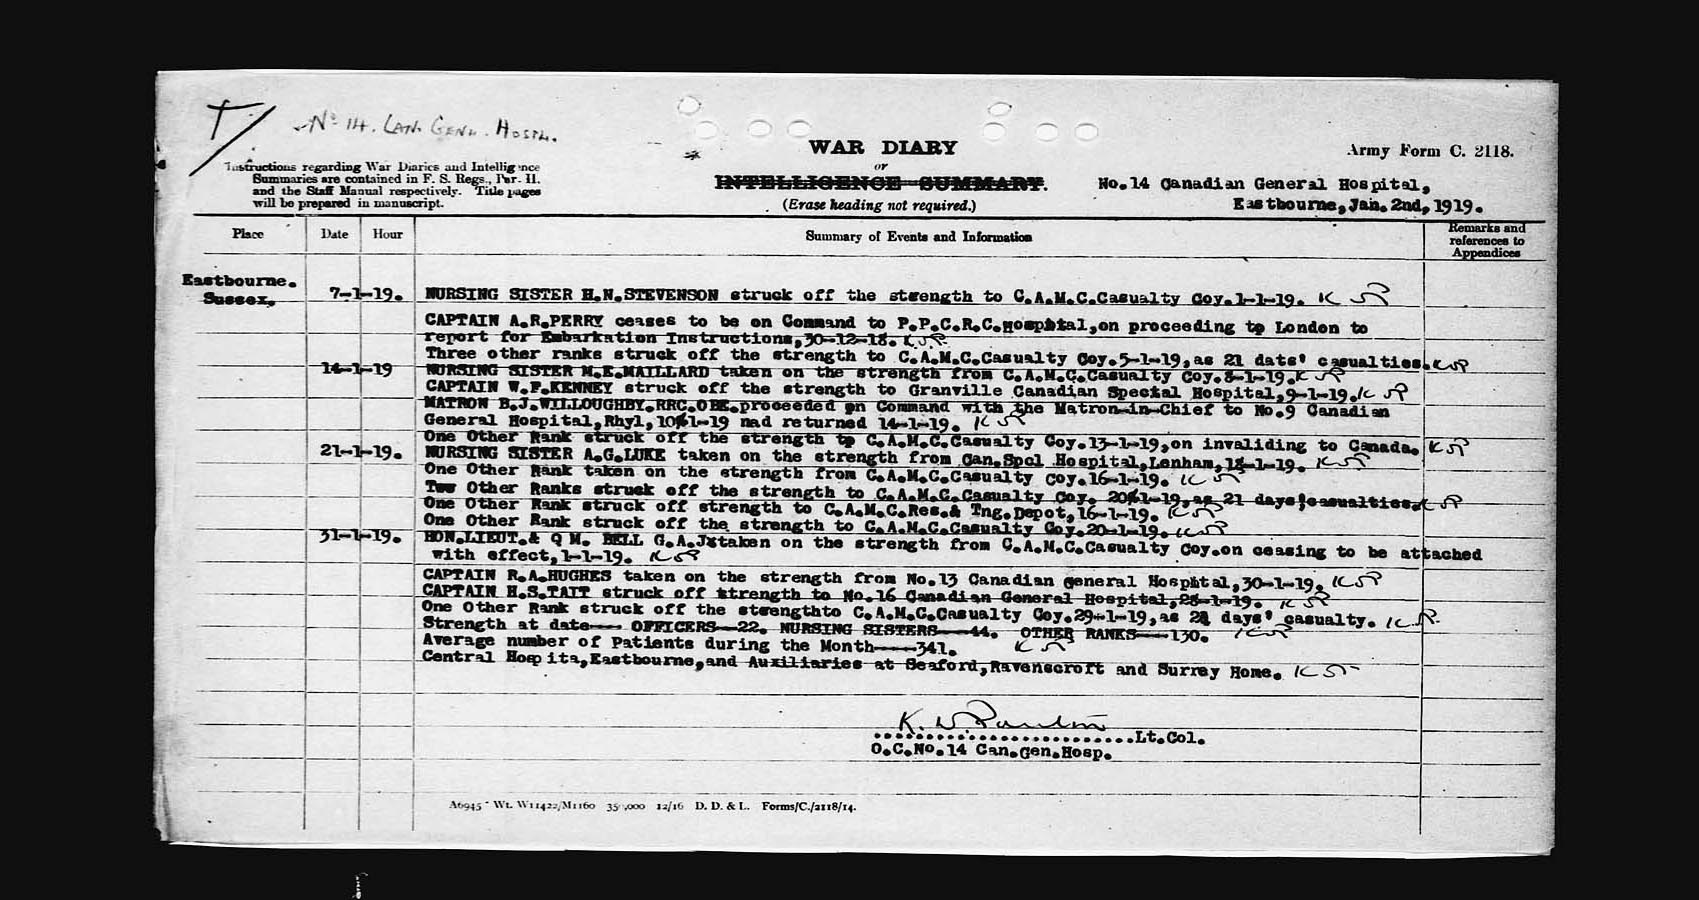 Nº 14. CAN. GENL. HOSPL.
Instructions regarding War Diaries and Intelligence
Summaries are contained in F. S. Regs., Par. II.
and the Staff Manual respectively. Title pages
will be prepared in manuscript.
WAR DIARY
or
INTELLIGENCE SUMMARY.
(Erase heading not required.)
Army Form C. 2118.
No.14 Canadian General Hospital,
Eastbourne,Jan. 2nd, 1919.
Place Date Hour Summary of Events and Information Remarks and references to Appendices
Eastbourne.
Sussex.
7-1-19. NURSING SISTER H.N.STEVENSON struck off the strength to C.A.M.C.Casualty Coy.1-1-19.
CAPTAIN A.R.PERRY ceases to be on Command to P.P.C.R.C.Hospital,on proceeding to London to
report for Embarkation Instructions,30-12-18.
Three other ranks struck off the strength to C.A.M.C.Casualty Coy.5-1-19,as 21 dats' casualties.
14-1-19 NURSING SISTER M.E.MAILLARD taken on the strength from C.A.M.C.Casualty Coy.8-1-19.
CAPTAIN W.F.KENNEY struck off the strength to Granville Canadian Special Hospital,9-1-19.
MATRON B.J.WILLOUGHBY.RRC.OBE.proceeded on Command with the Matron-in-Chief to No.9 Canadian
General Hospital,Rhyl,10-1-19 nad returned 14-1-19.
One Other Rank struck off the strength to C.A.M.C.Casualty Coy.13-1-19,on invaliding to Canada.
21-1-19. NURSING SISTER A.G.LUKE taken on the strength from Can.Spcl Hospital,Lenham,18-1-19.
One Other Rank taken on the strength from C.A.M.C.Casualty Coy.16-1-19.
Two Other Ranks struck off the strength to C.A.M.C.Casualty Coy. 20-1-19,as 21 days,casualties.
One Other Rank struck off strength to C.A.M.C.Res.& Tng.Depot,16-1-19.
One Other Rank struck off the strength to C.A.M.C.Casualty Coy.20-1-19.
31-1-19. HON.LIEUT.& Q M. BELL G.A.J.taken on the strength from C.A.M.C.Casualty Coy.on ceasing to be attached
with effect,1-1-19.
CAPTAIN R.A.HUGHES taken on the strength from No.13 Canadian General Hospital,30-1-19.
CAPTAIN H.S.TAIT struck off strength to No.16 Canadian General Hospital,28-1-19.
One Other Rank struck off the strengthto C.A.M.C.Casualty Coy.29-1-19,as 21 days' casualty.
Strength at date--- OFFICERS--22. NURSING SISTERS---44. OTHER RANKS---130.
Average number of Patients during the Month----341.
Central Hospita,Eastbourne,and Auxiliaries at Seaford,Ravenscroft and Surrey Home.
..........................Lt.Col.
O.C.No.14 Can.Gen.Hosp.
A6945 Wt. W11422/M1160 350,000 12/16 D. D. & L. Forms/C./2118/14.